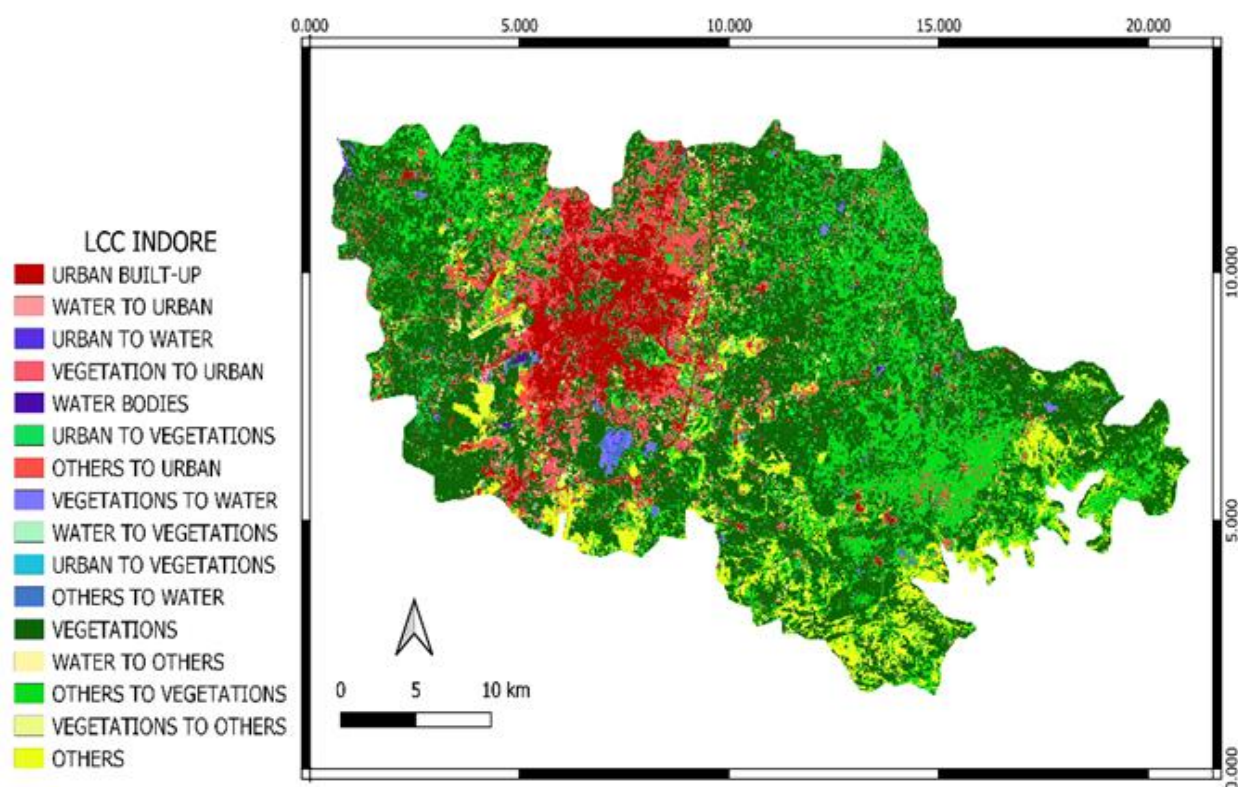 0.000 5.000 10.000 15.000 20.000
LCC INDORE
URBAN BUILT-UP
WATER TO URBAN
URBAN TO WATER
VEGETATION TO URBAN
WATER BODIES
URBAN TO VEGETATIONS
OTHERS TO URBAN
VEGETATIONS TO WATER
WATER TO VEGETATIONS
URBAN TO VEGETATIONS
OTHERS TO WATER
VEGETATIONS
WATER TO OTHERS
OTHERS TO VEGETATIONS
VEGETATIONS TO OTHERS
OTHERS
0 5 10 km
10.000
5.000
0.000